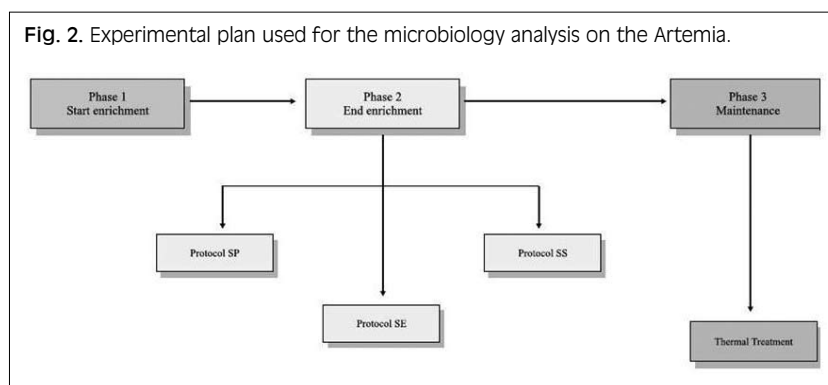 Fig. 2. Experimental plan used for the microbiology analysis on the Artemia.
Phase 1
Start enrichment
Phase 2
End enrichment
Phase 3
Maintenance
Protocol SP
Protocol SS
Protocol SE
Thermal Treatment